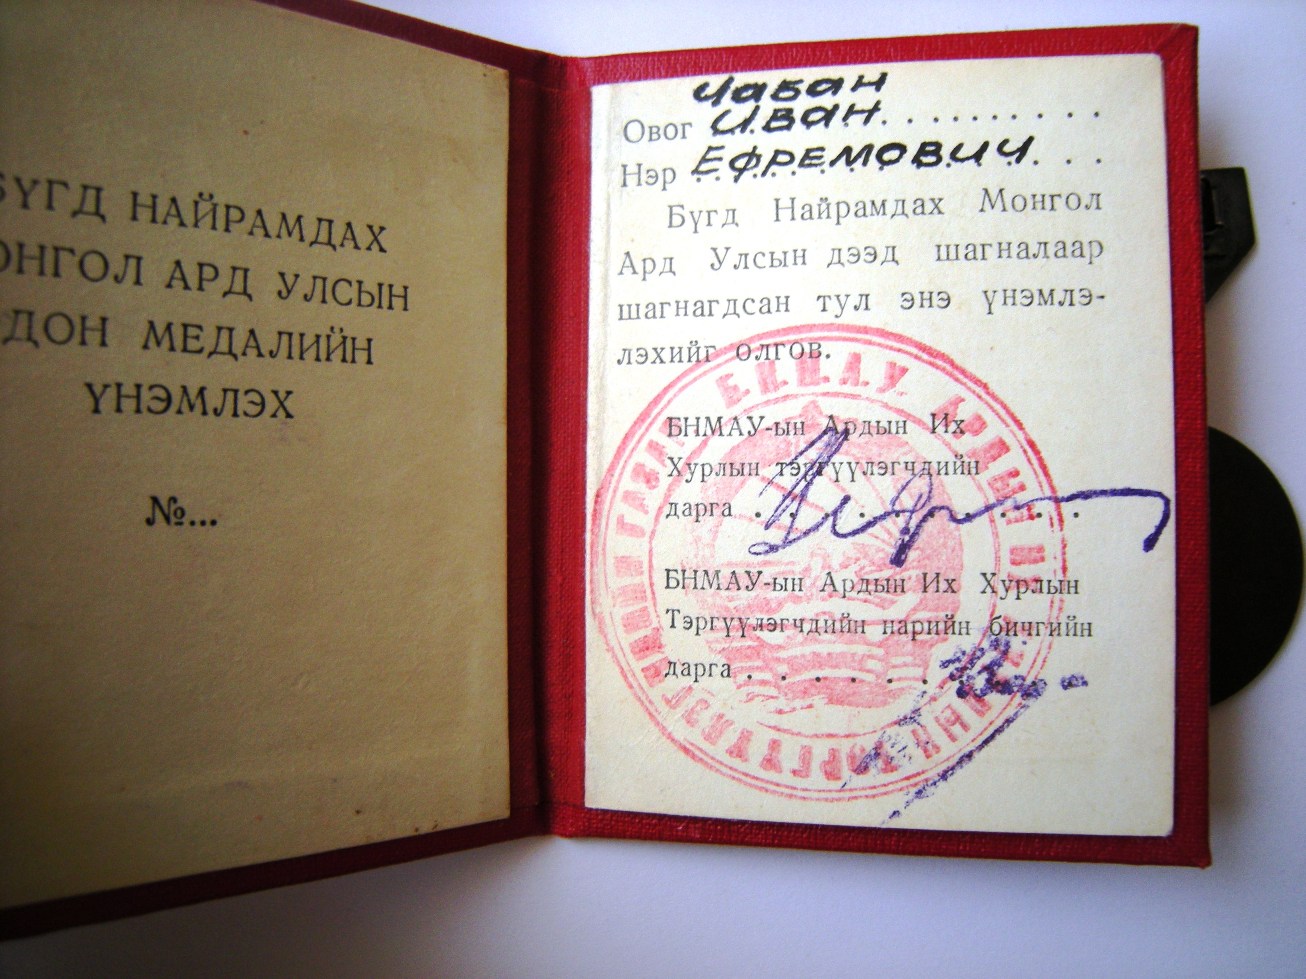 БҮГД НАЙРАМДАХ
МОНГОЛ АРД УЛСЫН
ОДОН МЕДАЛИЙН
ҮНЭМЛЭХ
№...
Чабан
Овог Иван
Нэр Ефремович
Бүгд Найрамдах Монгол
Ард Улсын дээд шагналаар
шагнагдсан тул энэ үнэмлэ-
лэхийг олгов.
БНМАУ-ын Ардын Их
Хурлын тэргүүлэгчдийн
дарга
БНМАУ-ын Ардын Их Хурлын
Тэргүүлэгчдийн нарийн бичгийн
дарга